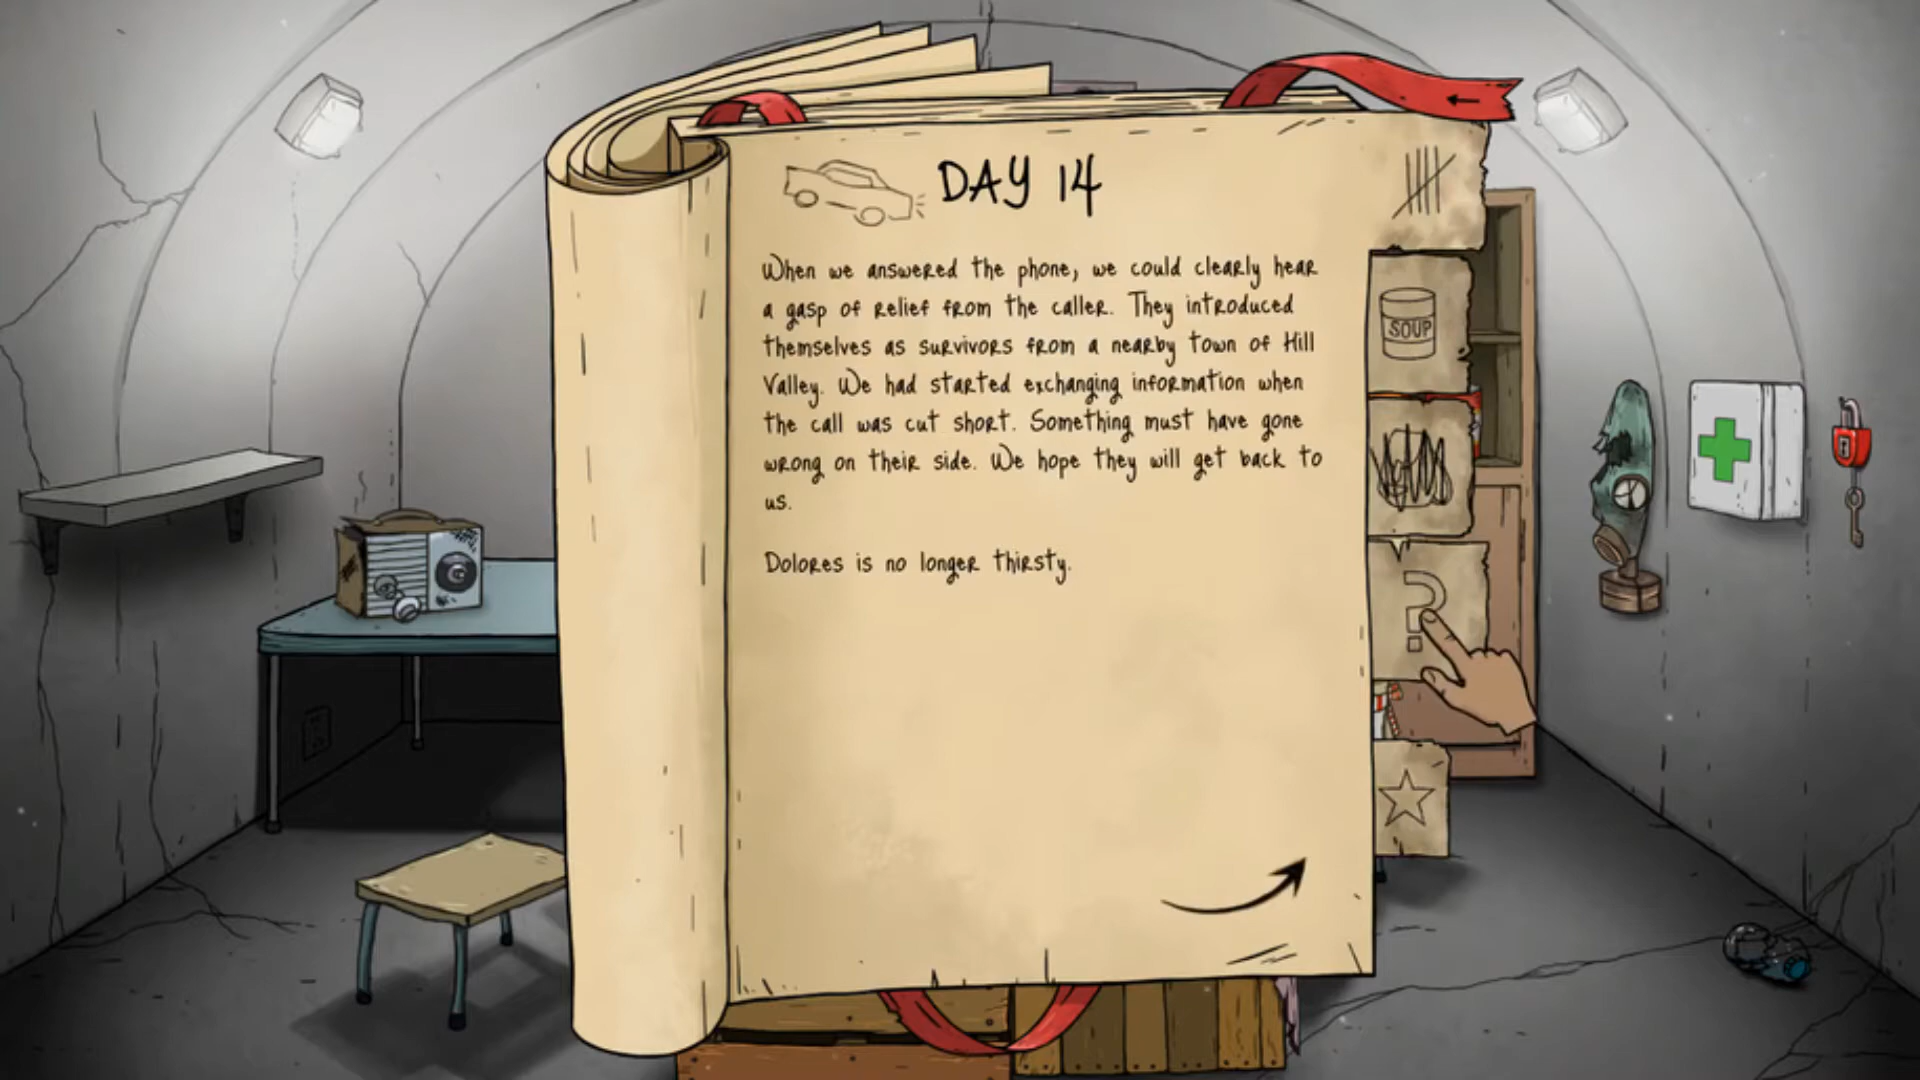 DAY 14
When we answered the phone, we could clearly hear
a gasp of relief from the caller. They introduced
themselves as survivors from a nearby town of Hill
Valley. We had started exchanging information when
the call was cut short. Something must have gone
wrong on their side. We hope they will get back to
us.
Dolores is no longer thirsty.
SOUP
?